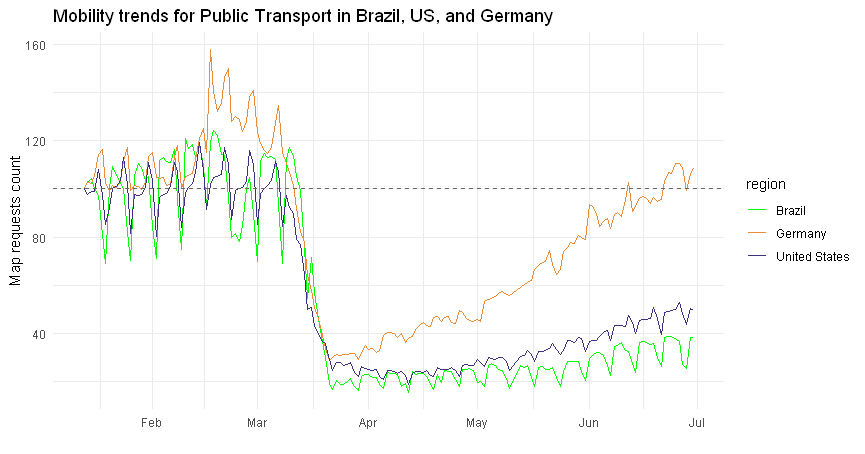 Mobility trends for Public Transport in Brazil, US, and Germany
160
120
80
40
Map requests count
Feb Mar Apr May Jun Jul
region
Brazil
Germany
United States